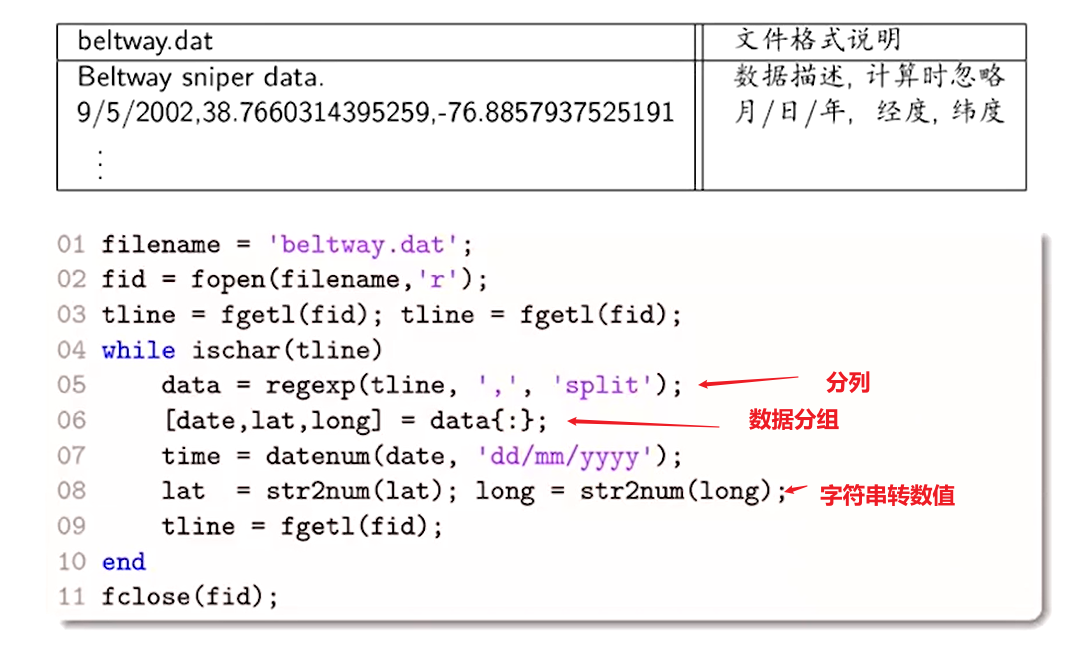 beltway.dat 文件格式说明
Beltway sniper data. 数据描述, 计算时忽略
9/5/2002,38.7660314395259,-76.8857937525191 月/日/年, 经度, 纬度
⋮
01 filename = 'beltway.dat';
02 fid = fopen(filename,'r');
03 tline = fgetl(fid); tline = fgetl(fid);
04 while ischar(tline)
05 data = regexp(tline, ',', 'split'); 分列
06 [date,lat,long] = data{:}; 数据分组
07 time = datenum(date, 'dd/mm/yyyy');
08 lat = str2num(lat); long = str2num(long); 字符串转数值
09 tline = fgetl(fid);
10 end
11 fclose(fid);